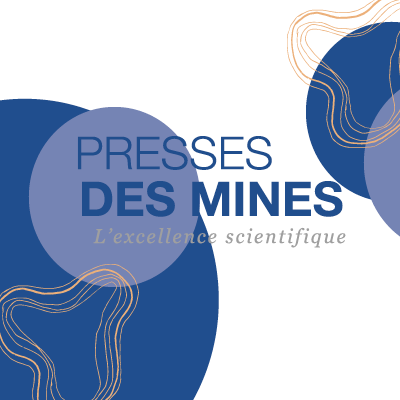 PRESSES
DES MINES
L’excellence scientifique